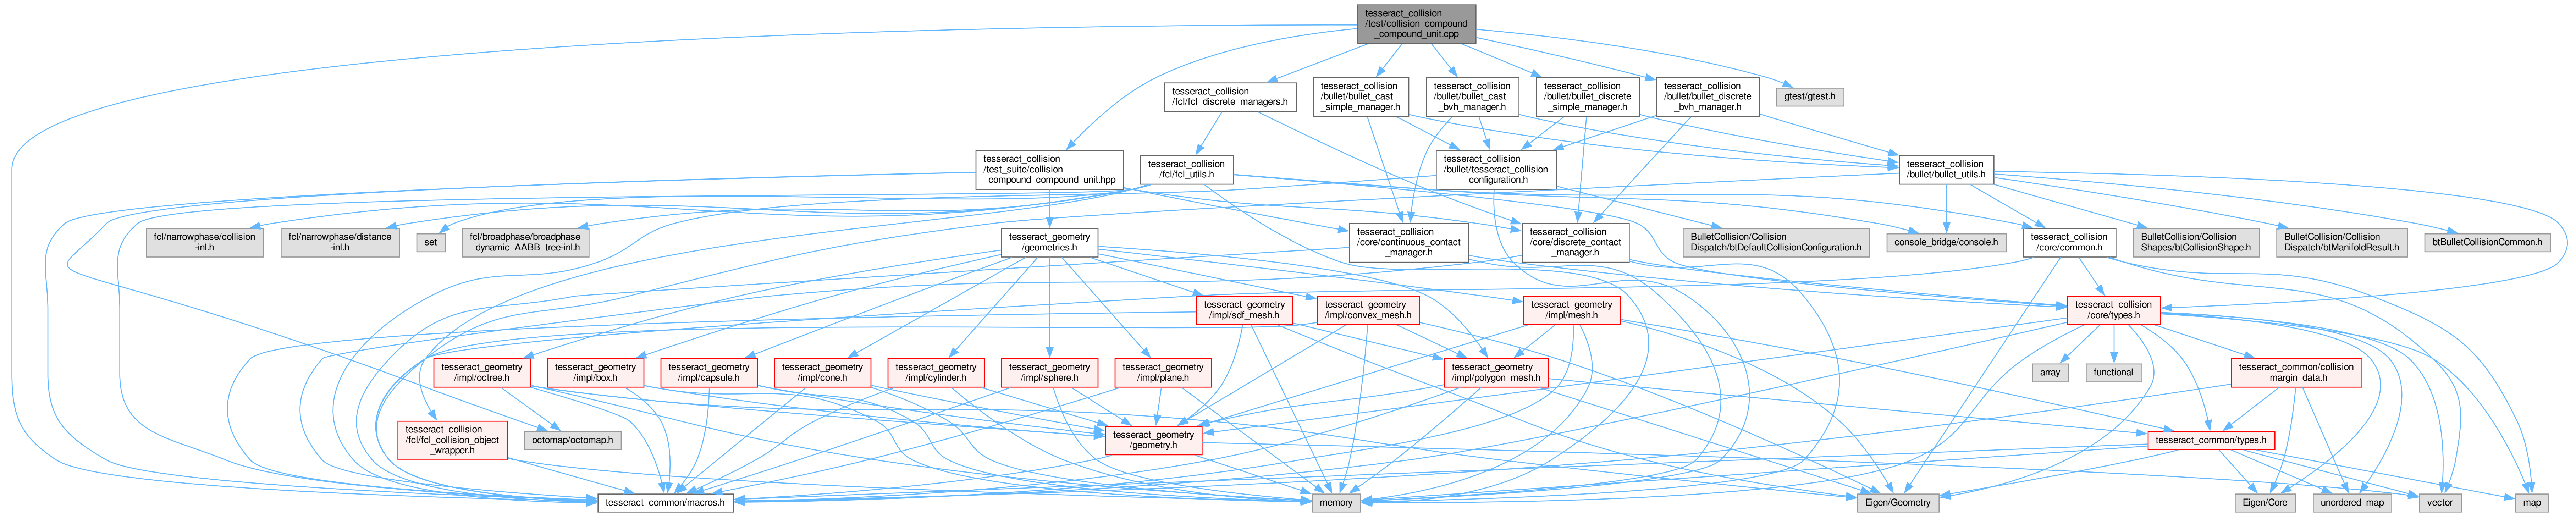 tesseract_collision
/test/collision_compound
_compound_unit.cpp
tesseract_collision
/fcl/fcl_discrete_managers.h
tesseract_collision
/bullet/bullet_cast
_simple_manager.h
tesseract_collision
/bullet/bullet_cast
_bvh_manager.h
tesseract_collision
/bullet/bullet_discrete
_simple_manager.h
tesseract_collision
/bullet/bullet_discrete
_bvh_manager.h
gtest/gtest.h
tesseract_collision
/test_suite/collision
_compound_compound_unit.hpp
tesseract_collision
/fcl/fcl_utils.h
tesseract_collision
/bullet/tesseract_collision
_configuration.h
tesseract_collision
/bullet/bullet_utils.h
fcl/narrowphase/collision
-inl.h
fcl/narrowphase/distance
-inl.h
set
fcl/broadphase/broadphase
_dynamic_AABB_tree-inl.h
tesseract_geometry
/geometries.h
tesseract_collision
/core/continuous_contact
_manager.h
tesseract_collision
/core/discrete_contact
_manager.h
BulletCollision/Collision
Dispatch/btDefaultCollisionConfiguration.h
console_bridge/console.h
tesseract_collision
/core/common.h
BulletCollision/Collision
Shapes/btCollisionShape.h
BulletCollision/Collision
Dispatch/btManifoldResult.h
btBulletCollisionCommon.h
tesseract_geometry
/impl/sdf_mesh.h
tesseract_geometry
/impl/convex_mesh.h
tesseract_geometry
/impl/mesh.h
tesseract_collision
/core/types.h
tesseract_geometry
/impl/octree.h
tesseract_geometry
/impl/box.h
tesseract_geometry
/impl/capsule.h
tesseract_geometry
/impl/cone.h
tesseract_geometry
/impl/cylinder.h
tesseract_geometry
/impl/sphere.h
tesseract_geometry
/impl/plane.h
tesseract_geometry
/impl/polygon_mesh.h
array
functional
tesseract_common/collision
_margin_data.h
tesseract_collision
/fcl/fcl_collision_object
_wrapper.h
octomap/octomap.h
tesseract_geometry
/geometry.h
tesseract_common/types.h
tesseract_common/macros.h
memory
Eigen/Geometry
Eigen/Core
unordered_map
vector
map